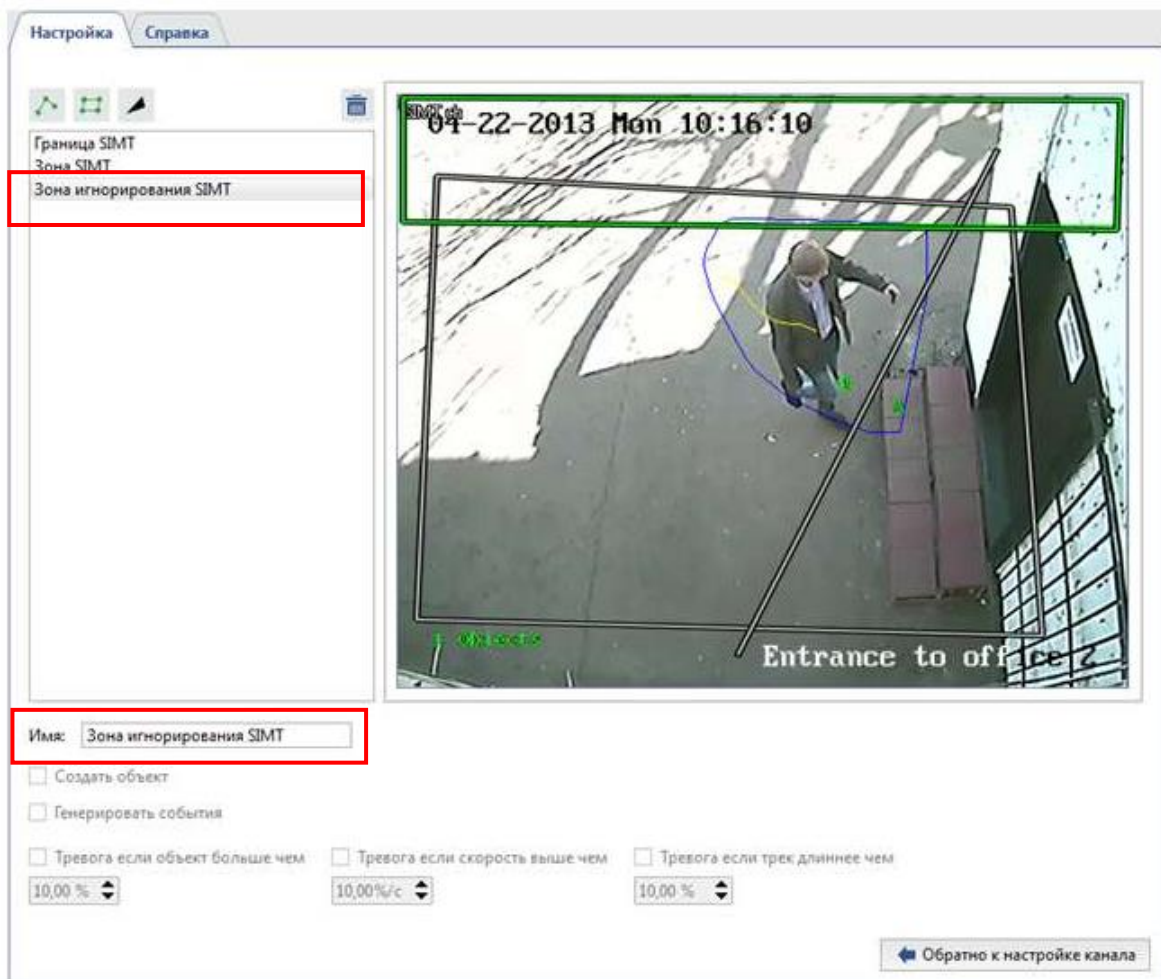 Настройка Справка
Граница SIMT
Зона SIMT
Зона игнорирования SIMT
04-22-2013 Mon 10:16:10
B
A
1 Objects
Entrance to office 2
Имя: Зона игнорирования SIMT
Создать объект
Генерировать события
Тревога если объект больше чем Тревога если скорость выше чем Тревога если трек длиннее чем
10,00 % 10,00%/с 10,00 %
Обратно к настройке канала